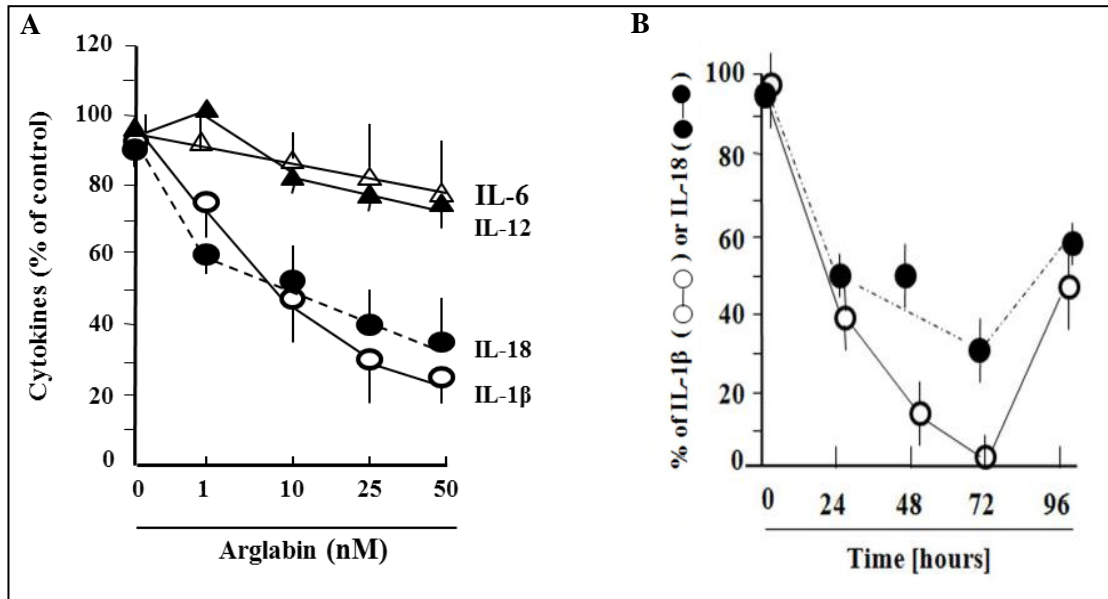 A
Cytokines (% of control)
120
100
80
60
40
20
0
0 1 10 25 50
Arglabin (nM)
IL-6
IL-12
IL-18
IL-1β
B
% of IL-1β ( ) or IL-18 ( )
100
80
60
40
20
0
0 24 48 72 96
Time [hours]